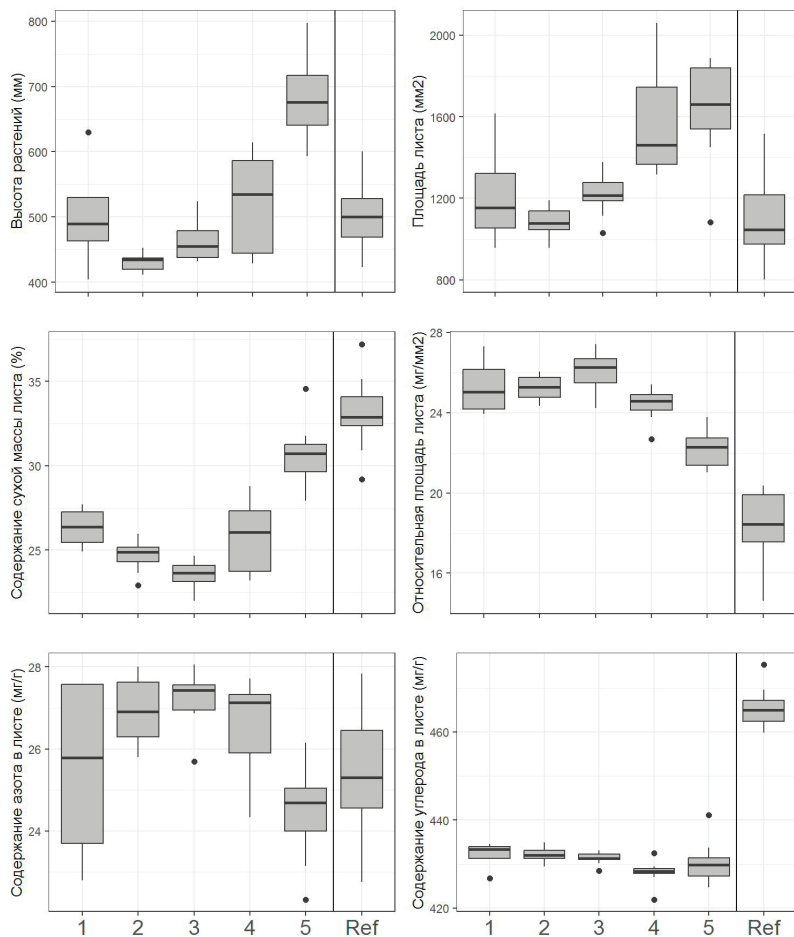 Высота растений (мм)
800
700
600
500
400
Площадь листа (мм2)
2000
1600
1200
800
Содержание сухой массы листа (%)
35
30
25
Относительная площадь листа (мг/мм2)
28
24
20
16
Содержание азота в листе (мг/г)
28
26
24
1 2 3 4 5 Ref
Содержание углерода в листе (мг/г)
460
440
420
1 2 3 4 5 Ref